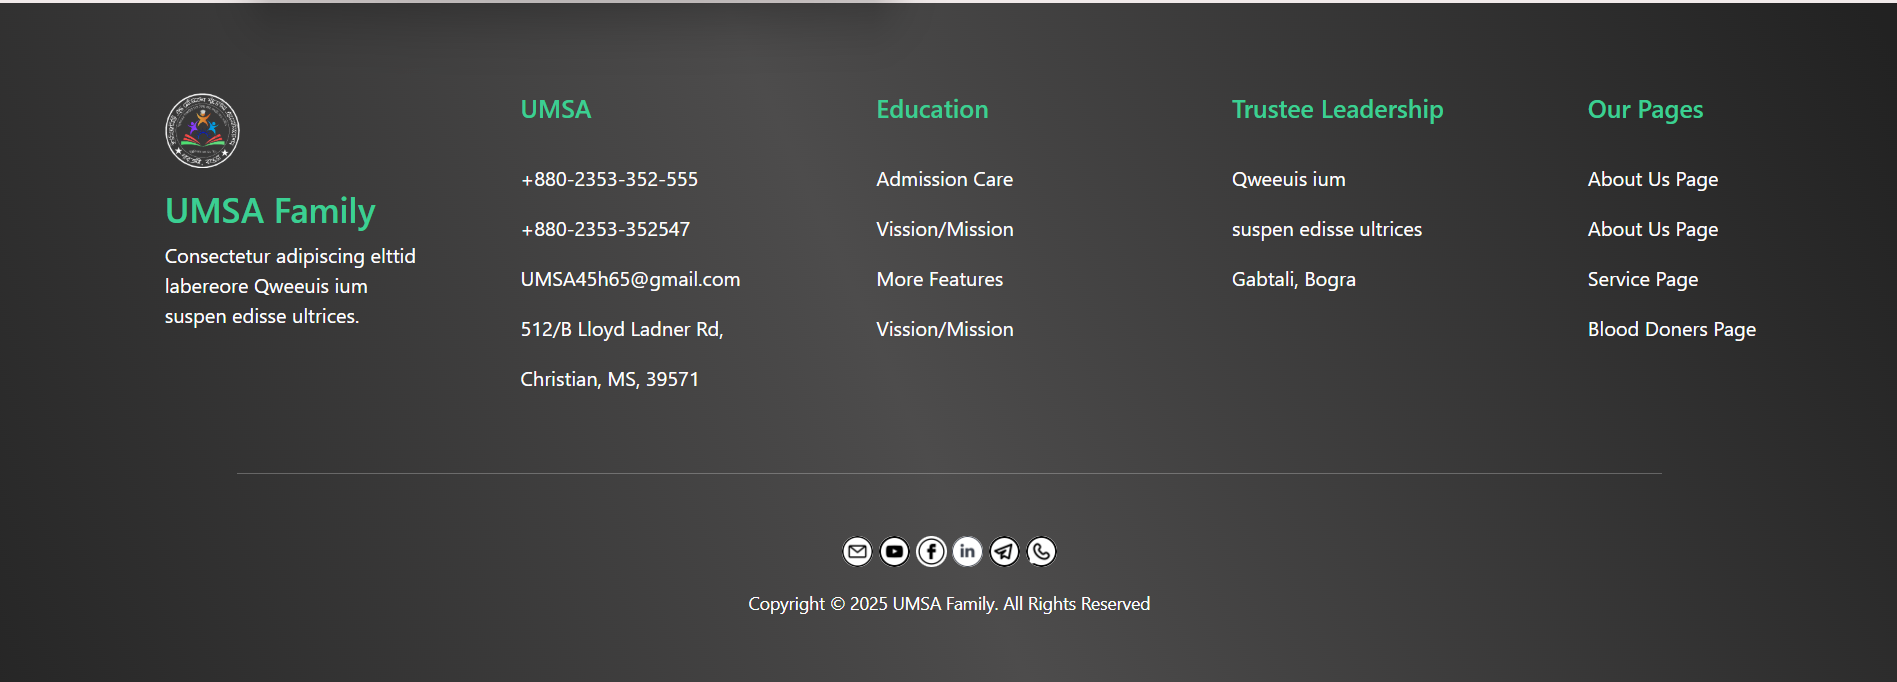 UMSA Family
Consectetur adipiscing elttid
labereore Qweeuis ium
suspen edisse ultrices.
UMSA
+880-2353-352-555
+880-2353-352547
UMSA45h65@gmail.com
512/B Lloyd Ladner Rd,
Christian, MS, 39571
Education
Admission Care
Vission/Mission
More Features
Vission/Mission
Trustee Leadership
Qweeuis ium
suspen edisse ultrices
Gabtali, Bogra
Our Pages
About Us Page
About Us Page
Service Page
Blood Doners Page
in
Copyright © 2025 UMSA Family. All Rights Reserved